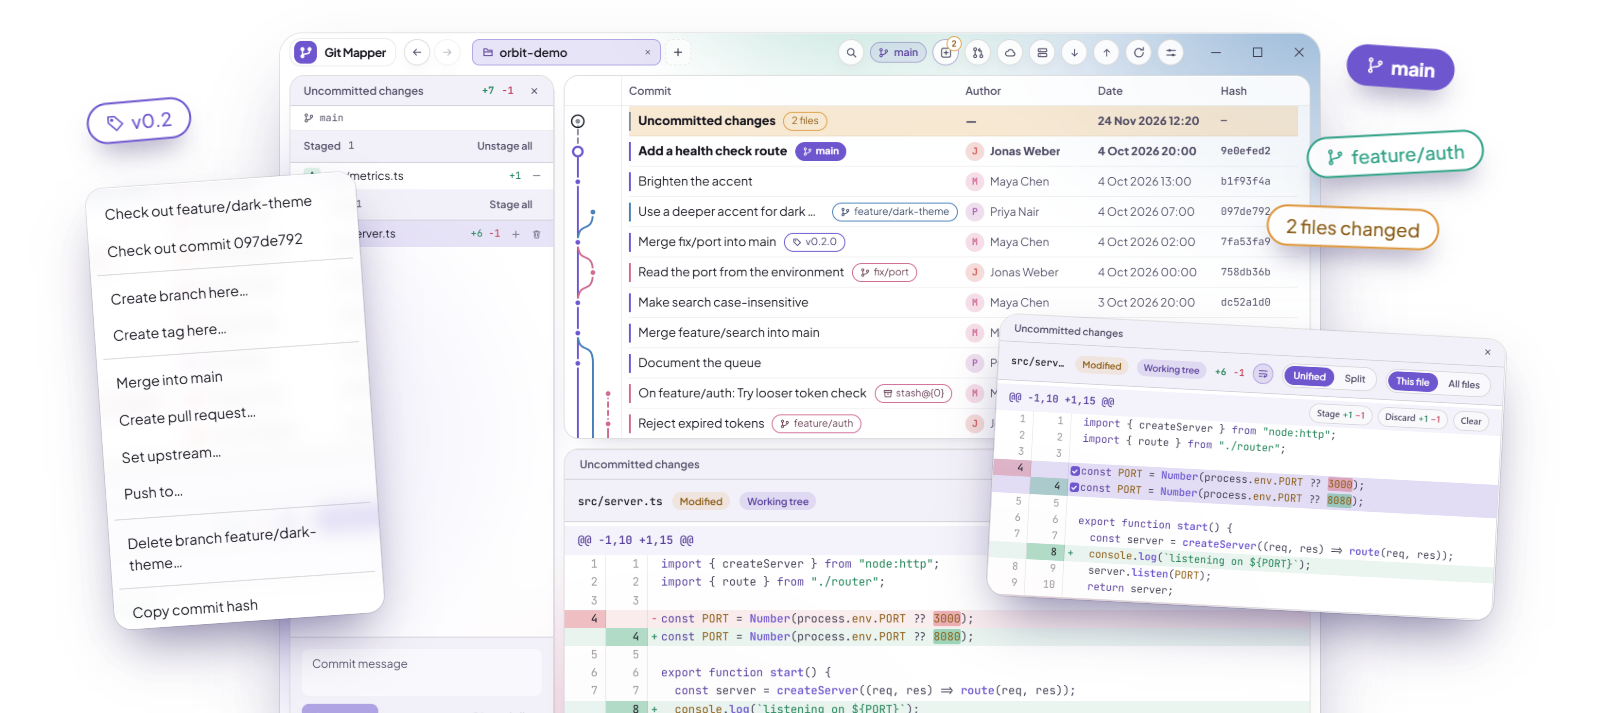 Git Mapper
orbit-demo
main
2
main
v0.2
feature/auth
2 files changed
Uncommitted changes +7 -1
main
Staged 1 Unstage all
/metrics.ts +1
1 Stage all
erver.ts +6 -1
Commit message
Check out feature/dark-theme
Check out commit 097de792
Create branch here...
Create tag here...
Merge into main
Create pull request...
Set upstream...
Push to...
Delete branch feature/dark-
theme...
Copy commit hash
Commit Author Date Hash
Uncommitted changes 2 files — 24 Nov 2026 12:20 —
Add a health check route main J Jonas Weber 4 Oct 2026 20:00 9e0efed2
Brighten the accent M Maya Chen 4 Oct 2026 13:00 b1f93f4a
Use a deeper accent for dark ... feature/dark-theme P Priya Nair 4 Oct 2026 07:00 097de792
Merge fix/port into main v0.2.0 M Maya Chen 4 Oct 2026 02:00 7fa53fa9
Read the port from the environment fix/port J Jonas Weber 4 Oct 2026 00:00 758db36b
Make search case-insensitive M Maya Chen 3 Oct 2026 20:00 dc52a1d0
Merge feature/search into main M M
Document the queue P P
On feature/auth: Try looser token check stash@{0} M M
Reject expired tokens feature/auth J J
Uncommitted changes
src/server.ts Modified Working tree
@@ -1,10 +1,15 @@
1 1 import { createServer } from "node:http";
2 2 import { route } from "./router";
3 3
4 - const PORT = Number(process.env.PORT ?? 3000);
4 + const PORT = Number(process.env.PORT ?? 8080);
5 5
6 6 export function start() {
7 7 const server = createServer((req, res) => route(req, res));
8 + console.log(`listening on ${PORT}`);
Uncommitted changes
src/serv... Modified Working tree +6 -1 Unified Split This file All files
@@ -1,10 +1,15 @@ Stage +1 −1 Discard +1 −1 Clear
1 1 import { createServer } from "node:http";
2 2 import { route } from "./router";
3 3
4 const PORT = Number(process.env.PORT ?? 3000);
4 const PORT = Number(process.env.PORT ?? 8080);
5 5
6 6 export function start() {
7 7 const server = createServer((req, res) => route(req, res));
8 + console.log(`listening on ${PORT}`);
8 9 server.listen(PORT);
9 10 return server;